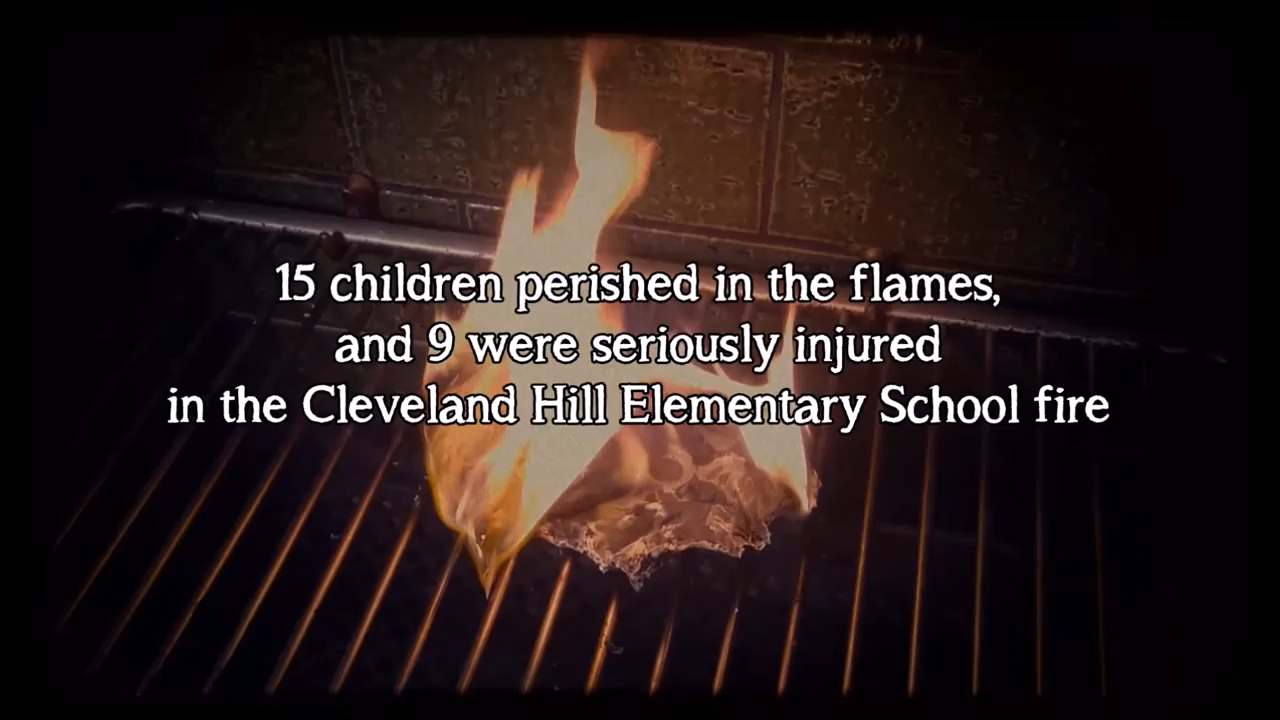 15 children perished in the flames,
and 9 were seriously injured
in the Cleveland Hill Elementary School fire